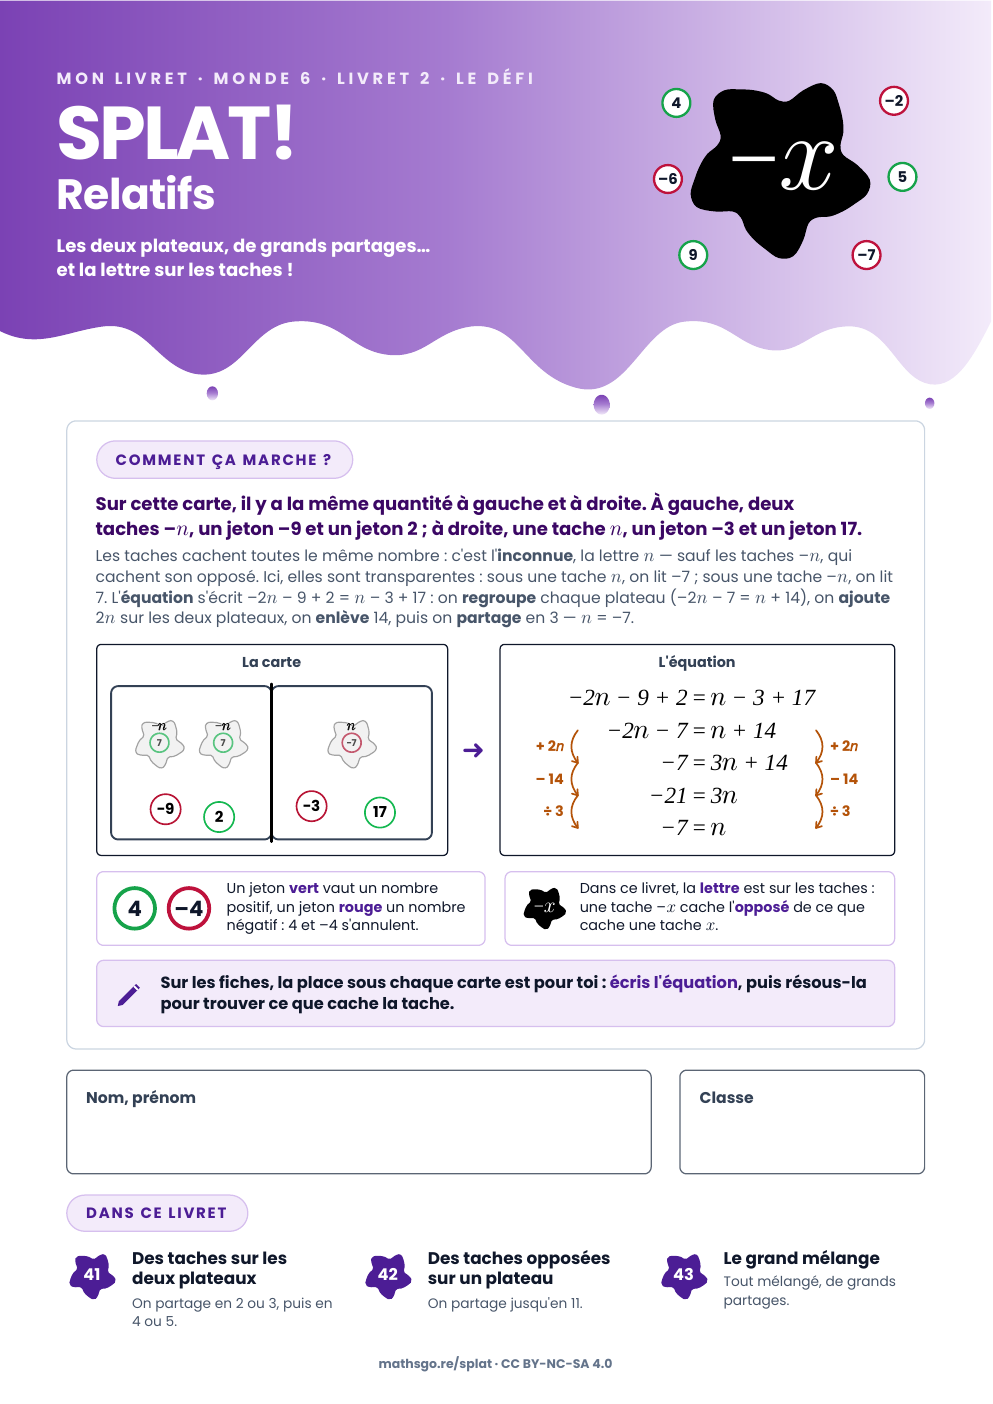 MON LIVRET · MONDE 6 · LIVRET 2 · LE DÉFI
SPLAT!
Relatifs
Les deux plateaux, de grands partages...
et la lettre sur les taches !
4
−2
−x
−6
5
9
−7
COMMENT ÇA MARCHE ?
Sur cette carte, il y a la même quantité à gauche et à droite. À gauche, deux
taches −n, un jeton −9 et un jeton 2 ; à droite, une tache n, un jeton −3 et un jeton 17.
Les taches cachent toutes le même nombre : c'est l'inconnue, la lettre n — sauf les taches −n, qui
cachent son opposé. Ici, elles sont transparentes : sous une tache n, on lit −7 ; sous une tache −n, on lit
7. L'équation s'écrit −2n − 9 + 2 = n − 3 + 17 : on regroupe chaque plateau (−2n − 7 = n + 14), on ajoute
2n sur les deux plateaux, on enlève 14, puis on partage en 3 — n = −7.
La carte
−n
−n
n
7
7
−7
−9
2
−3
17
➜
L'équation
−2n − 9 + 2 = n − 3 + 17
−2n − 7 = n + 14
+ 2n
+ 2n
−7 = 3n + 14
− 14
− 14
−21 = 3n
÷ 3
÷ 3
−7 = n
4
−4
Un jeton vert vaut un nombre
positif, un jeton rouge un nombre
négatif : 4 et −4 s'annulent.
−x
Dans ce livret, la lettre est sur les taches :
une tache −x cache l'opposé de ce que
cache une tache x.
Sur les fiches, la place sous chaque carte est pour toi : écris l'équation, puis résous-la
pour trouver ce que cache la tache.
Nom, prénom
Classe
DANS CE LIVRET
41
Des taches sur les
deux plateaux
On partage en 2 ou 3, puis en
4 ou 5.
42
Des taches opposées
sur un plateau
On partage jusqu'en 11.
43
Le grand mélange
Tout mélangé, de grands
partages.
mathsgo.re/splat · CC BY-NC-SA 4.0